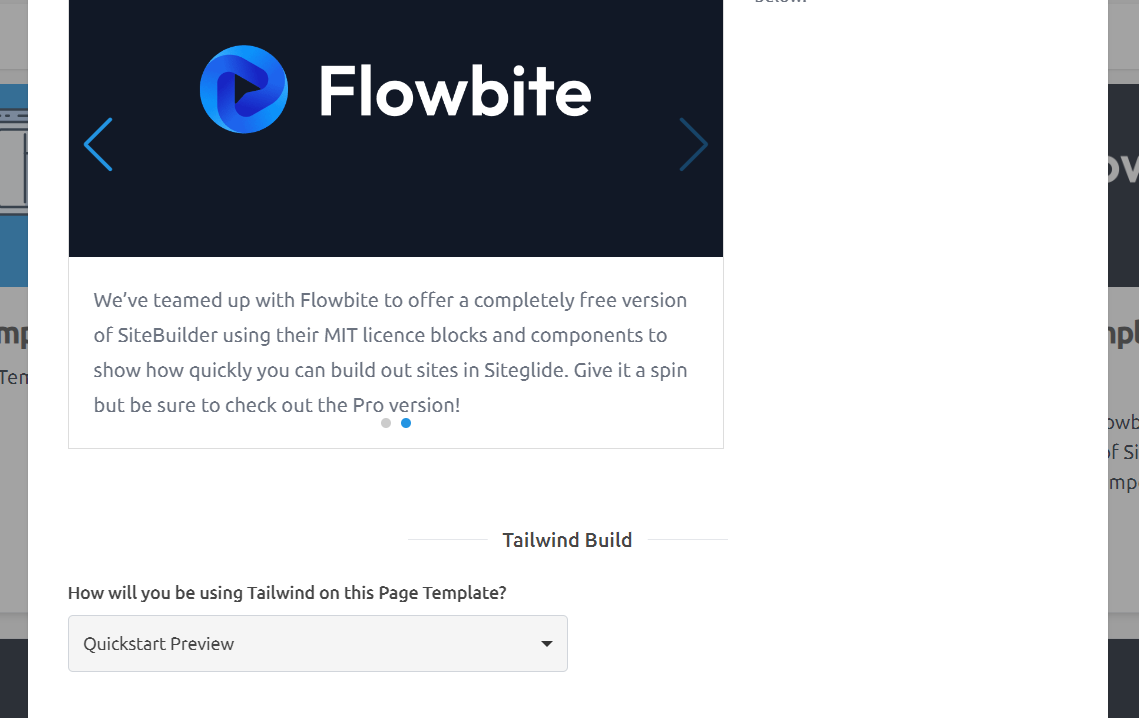 Flowbite
We’ve teamed up with Flowbite to offer a completely free version
of SiteBuilder using their MIT licence blocks and components to
show how quickly you can build out sites in Siteglide. Give it a spin
but be sure to check out the Pro version!
Tailwind Build
How will you be using Tailwind on this Page Template?
Quickstart Preview